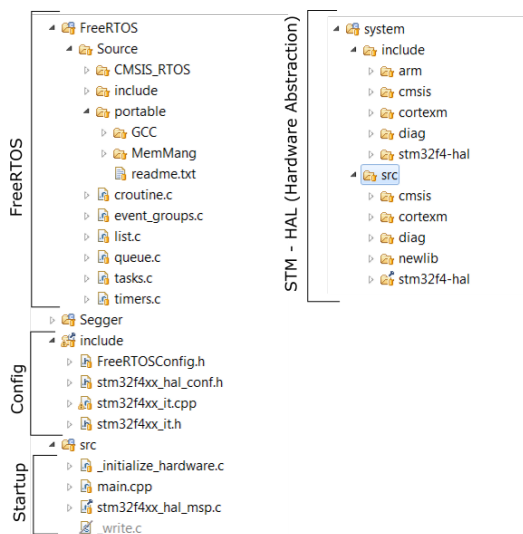 FreeRTOS
FreeRTOS
Source
CMSIS_RTOS
include
portable
GCC
MemMang
readme.txt
croutine.c
event_groups.c
list.c
queue.c
tasks.c
timers.c
Segger
Config
include
FreeRTOSConfig.h
stm32f4xx_hal_conf.h
stm32f4xx_it.cpp
stm32f4xx_it.h
Startup
src
_initialize_hardware.c
main.cpp
stm32f4xx_hal_msp.c
_write.c
STM - HAL (Hardware Abstraction)
system
include
arm
cmsis
cortexm
diag
stm32f4-hal
src
cmsis
cortexm
diag
newlib
stm32f4-hal